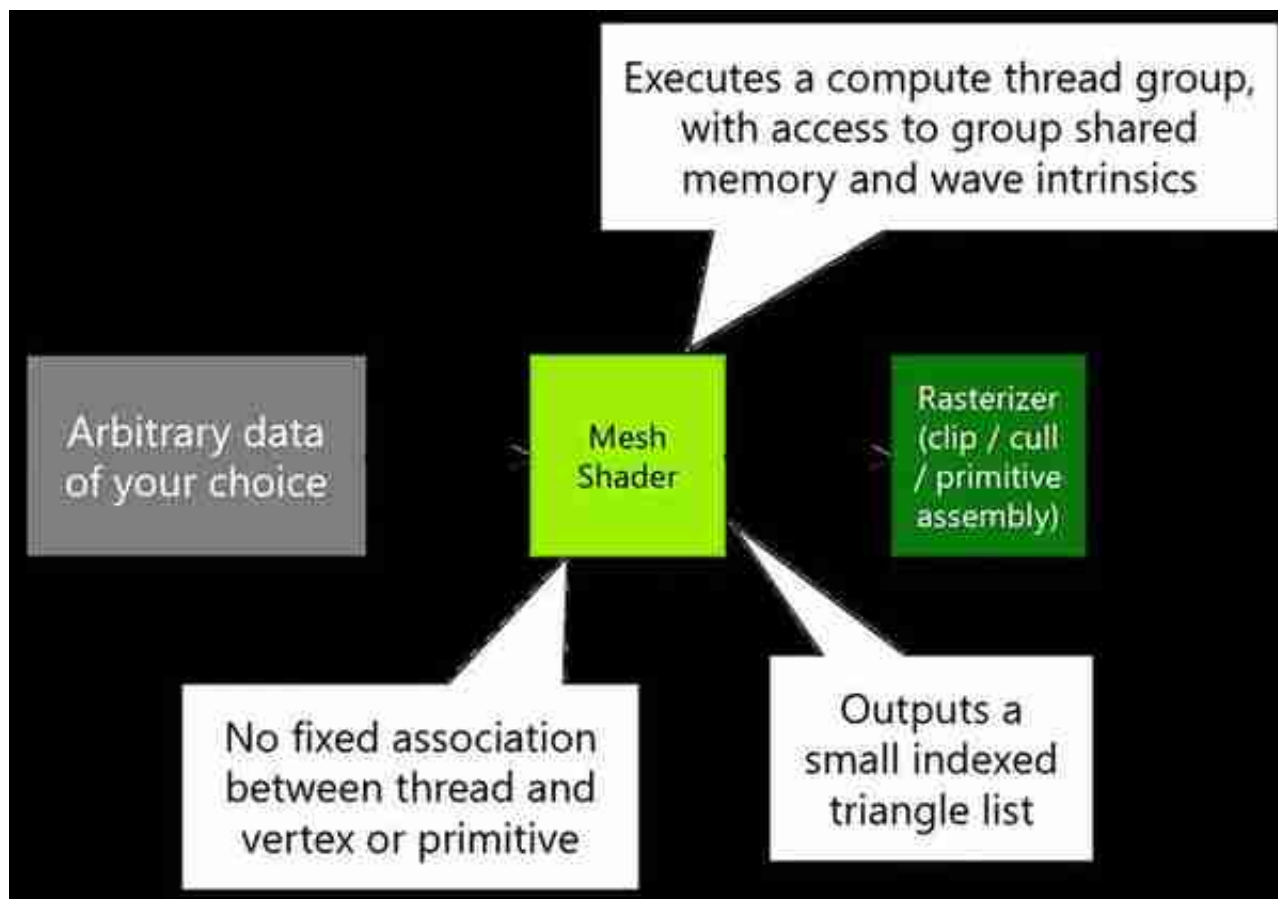 Executes a compute thread group,
with access to group shared
memory and wave intrinsics
Arbitrary data
of your choice
Mesh
Shader
Rasterizer
(clip / cull
/ primitive
assembly)
No fixed association
between thread and
vertex or primitive
Outputs a
small indexed
triangle list